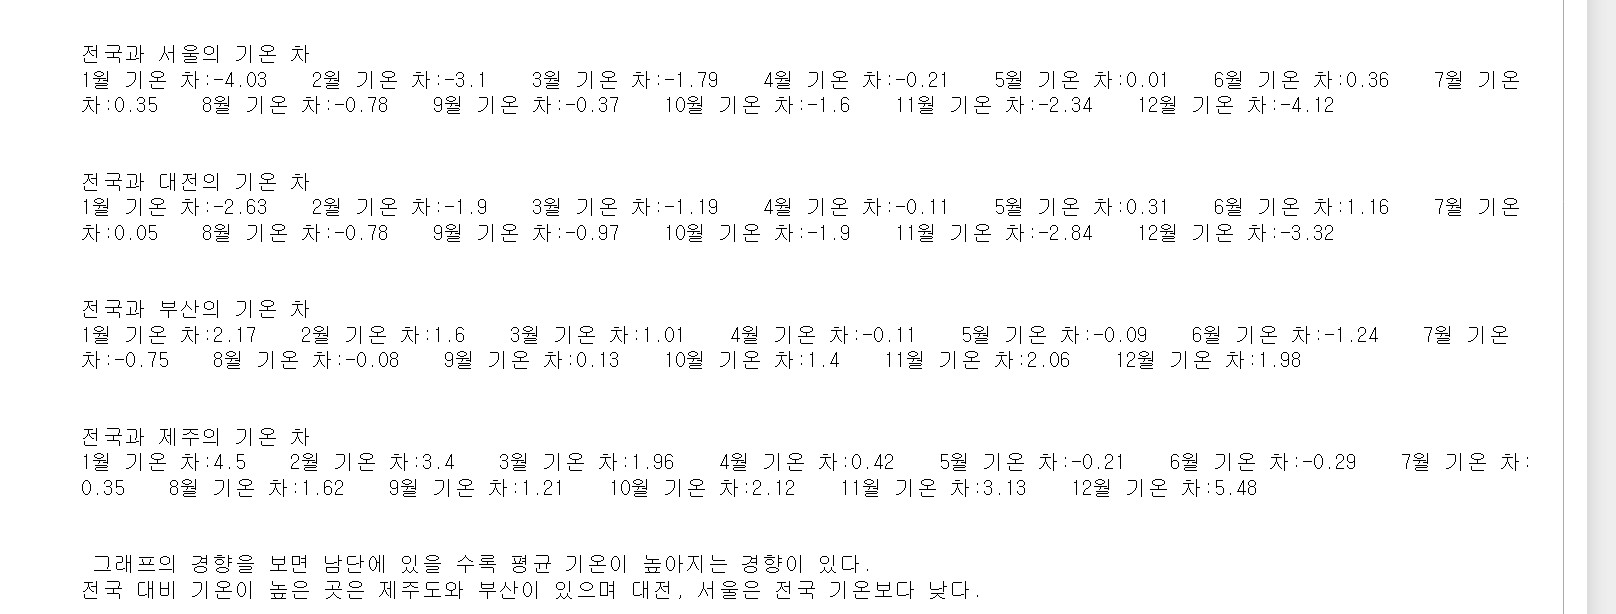 전국과 서울의 기온 차
1월 기온 차:-4.03 2월 기온 차:-3.1 3월 기온 차:-1.79 4월 기온 차:-0.21 5월 기온 차:0.01 6월 기온 차:0.36 7월 기온
차:0.35 8월 기온 차:-0.78 9월 기온 차:-0.37 10월 기온 차:-1.6 11월 기온 차:-2.34 12월 기온 차:-4.12
전국과 대전의 기온 차
1월 기온 차:-2.63 2월 기온 차:-1.9 3월 기온 차:-1.19 4월 기온 차:-0.11 5월 기온 차:0.31 6월 기온 차:1.16 7월 기온
차:0.05 8월 기온 차:-0.78 9월 기온 차:-0.97 10월 기온 차:-1.9 11월 기온 차:-2.84 12월 기온 차:-3.32
전국과 부산의 기온 차
1월 기온 차:2.17 2월 기온 차:1.6 3월 기온 차:1.01 4월 기온 차:-0.11 5월 기온 차:-0.09 6월 기온 차:-1.24 7월 기온
차:-0.75 8월 기온 차:-0.08 9월 기온 차:0.13 10월 기온 차:1.4 11월 기온 차:2.06 12월 기온 차:1.98
전국과 제주의 기온 차
1월 기온 차:4.5 2월 기온 차:3.4 3월 기온 차:1.96 4월 기온 차:0.42 5월 기온 차:-0.21 6월 기온 차:-0.29 7월 기온 차:
0.35 8월 기온 차:1.62 9월 기온 차:1.21 10월 기온 차:2.12 11월 기온 차:3.13 12월 기온 차:5.48
그래프의 경향을 보면 남단에 있을 수록 평균 기온이 높아지는 경향이 있다.
전국 대비 기온이 높은 곳은 제주도와 부산이 있으며 대전, 서울은 전국 기온보다 낮다.